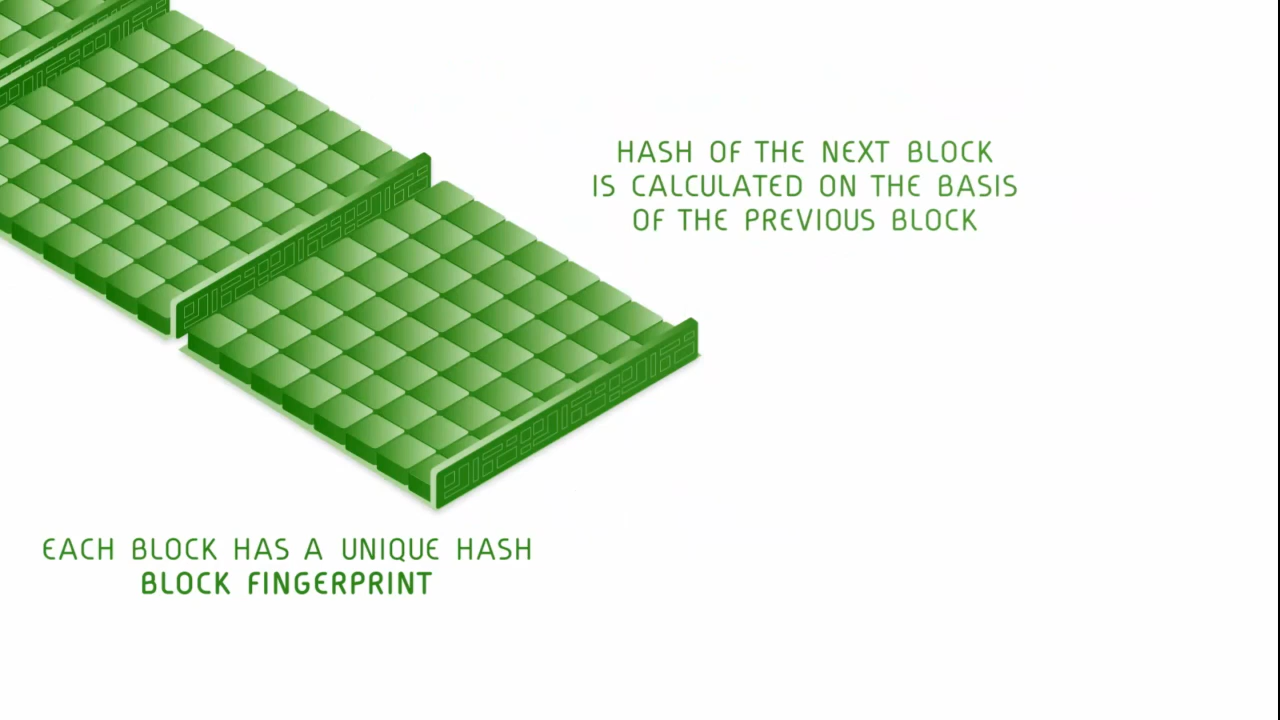 HASH OF THE NEXT BLOCK
IS CALCULATED ON THE BASIS
OF THE PREVIOUS BLOCK
EACH BLOCK HAS A UNIQUE HASH
BLOCK FINGERPRINT